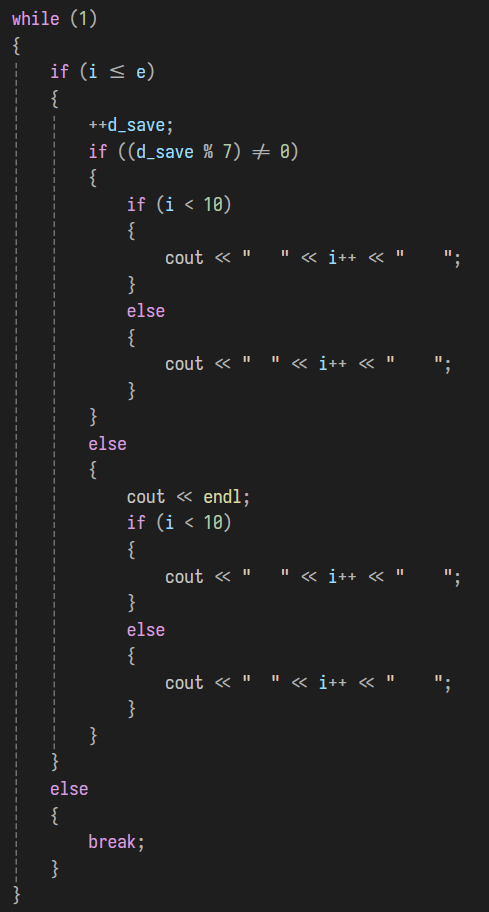 while (1)
{
    if (i ≤ e)
    {
        ++d_save;
        if ((d_save % 7) ≠ 0)
        {
            if (i < 10)
            {
                cout << "   " << i++ << "    ";
            }
            else
            {
                cout << "  " << i++ << "    ";
            }
        }
        else
        {
            cout << endl;
            if (i < 10)
            {
                cout << "   " << i++ << "    ";
            }
            else
            {
                cout << "  " << i++ << "    ";
            }
        }
    }
    else
    {
        break;
    }
}